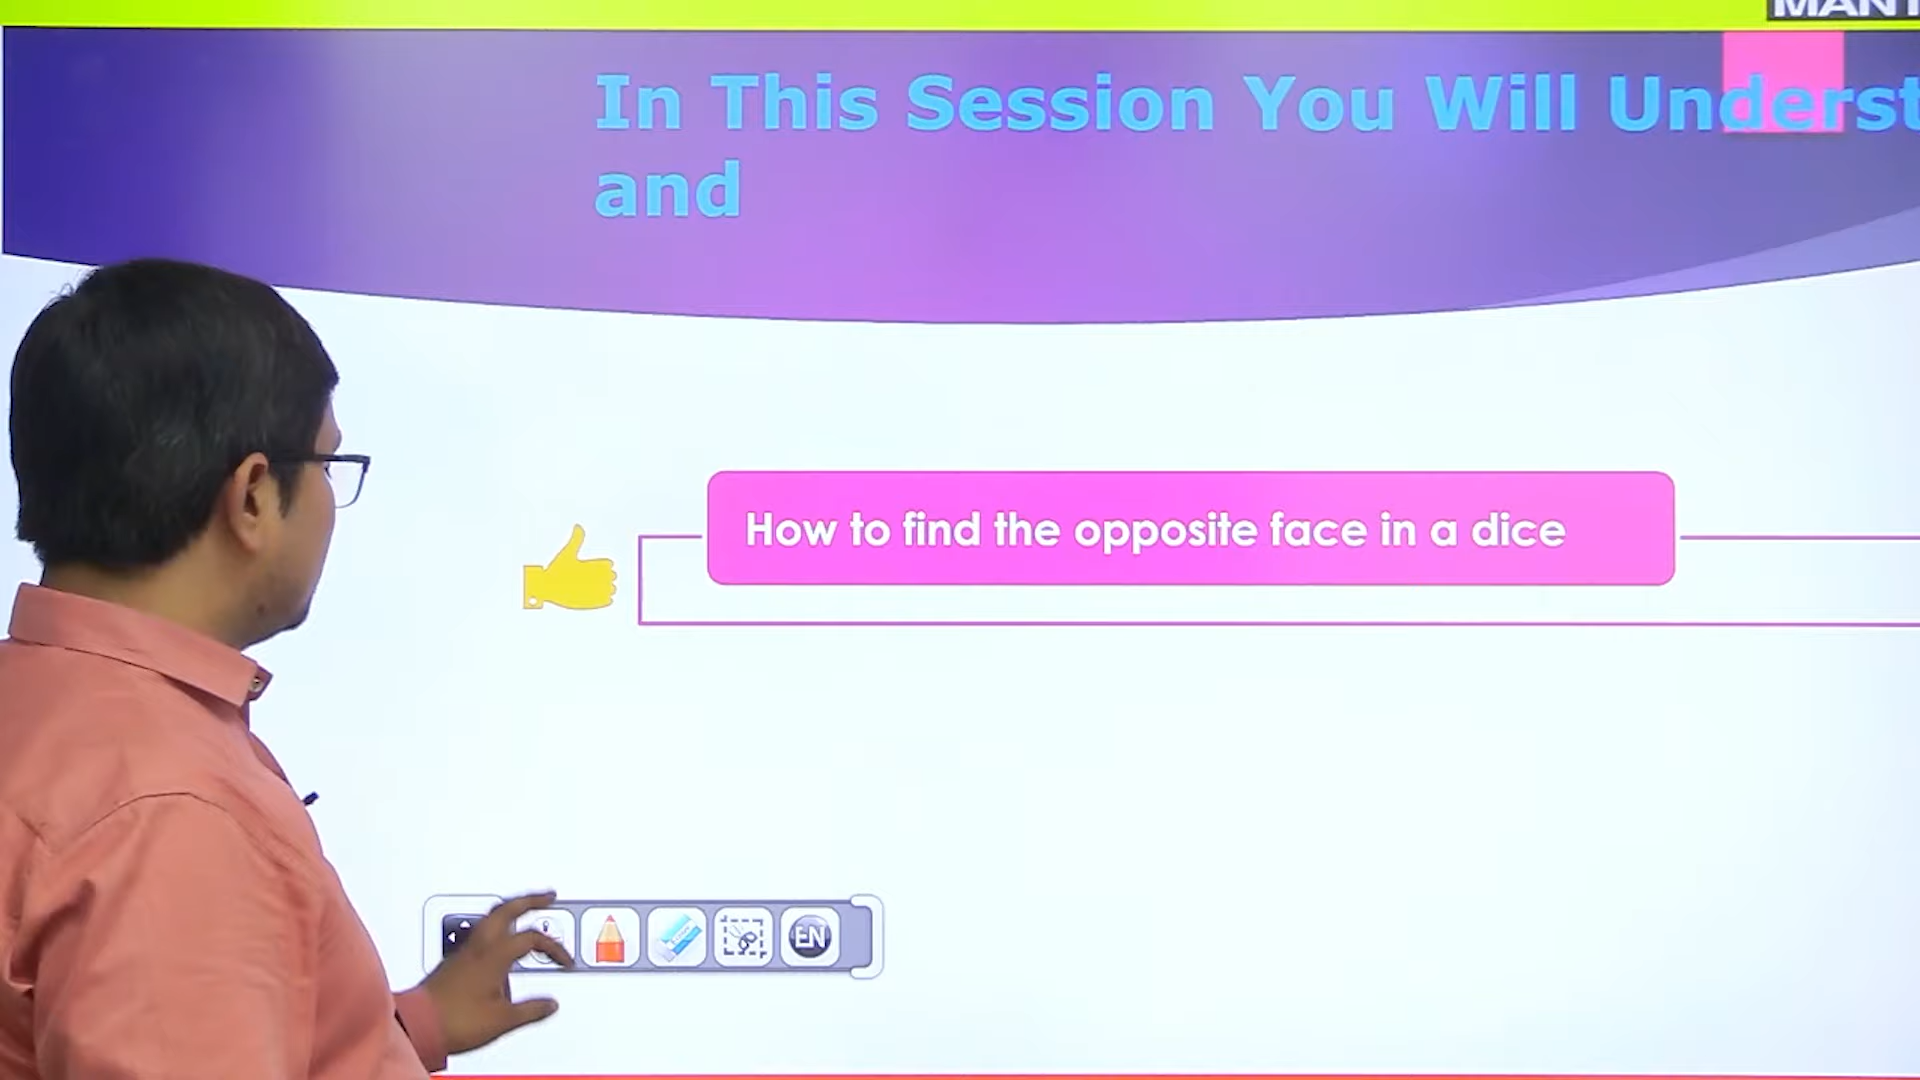 In This Session You Will Underst
and
How to find the opposite face in a dice
EN